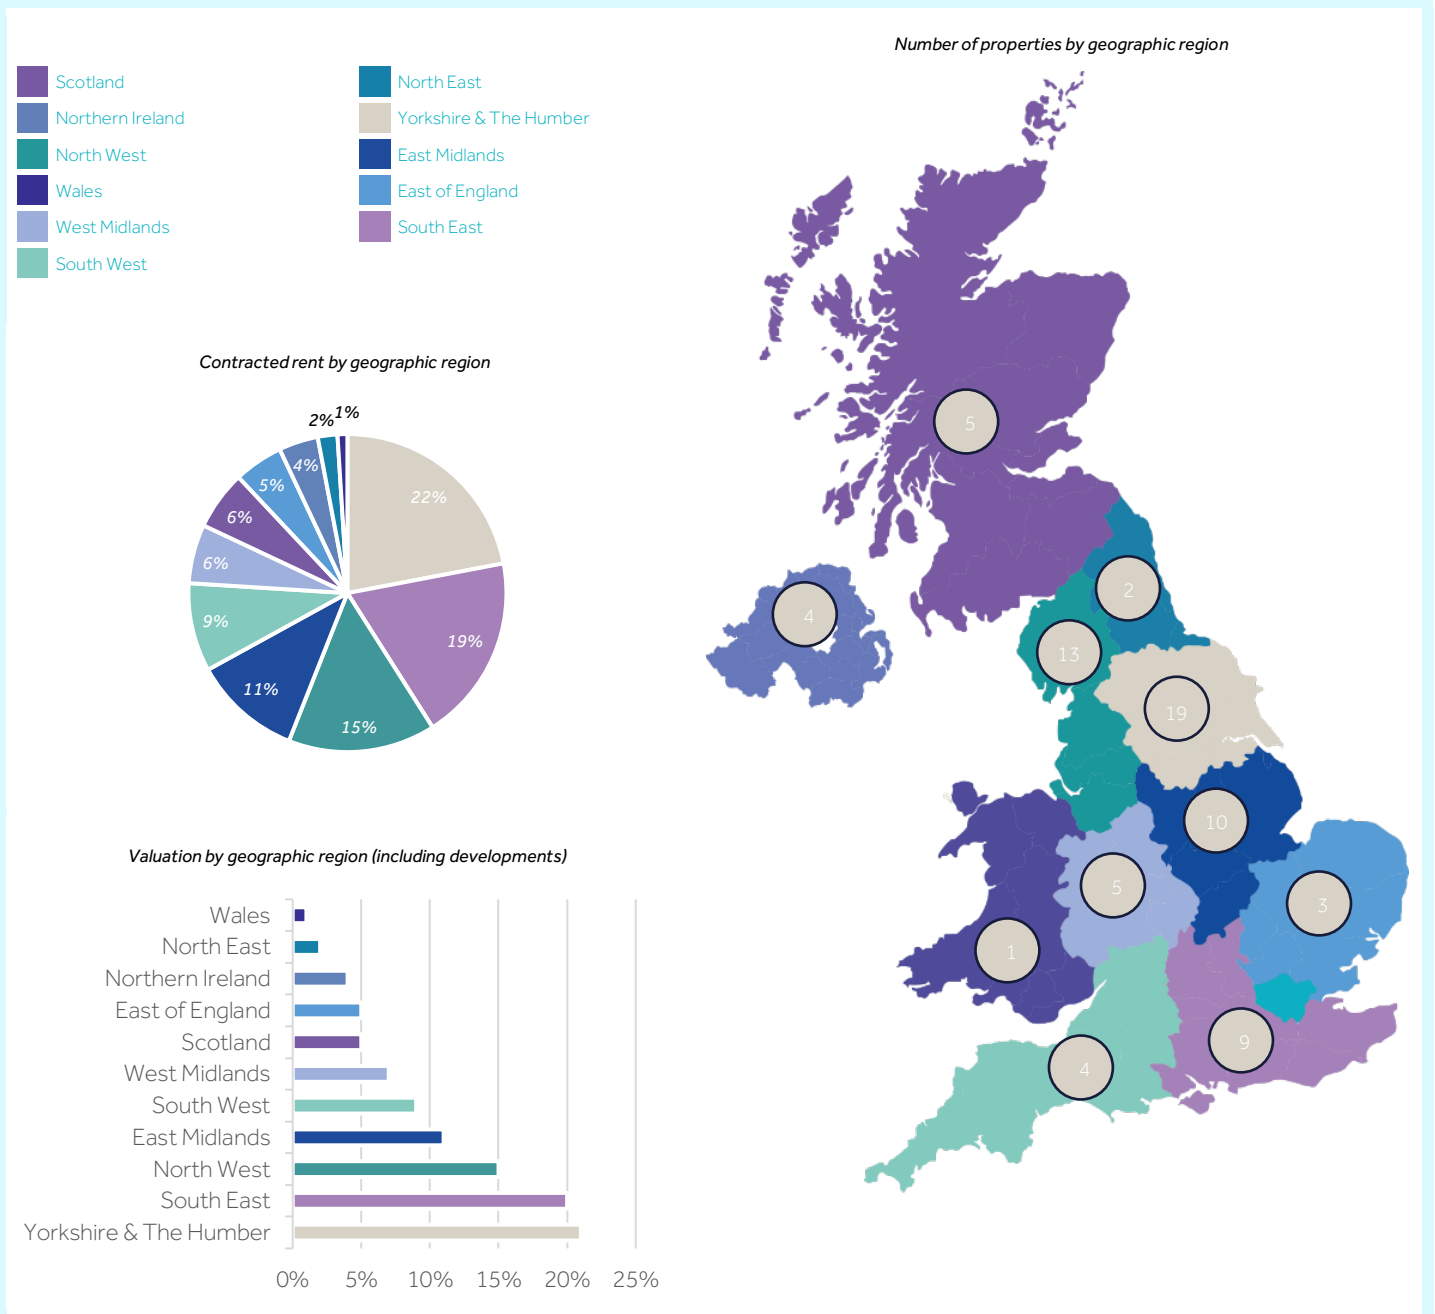 Number of properties by geographic region
Scotland
Northern Ireland
North West
Wales
West Midlands
South West
North East
Yorkshire & The Humber
East Midlands
East of England
South East
Contracted rent by geographic region
2%
1%
22%
19%
15%
11%
9%
6%
6%
5%
4%
5
2
4
13
19
10
5
3
1
9
4
Valuation by geographic region (including developments)
Wales
North East
Northern Ireland
East of England
Scotland
West Midlands
South West
East Midlands
North West
South East
Yorkshire & The Humber
0% 5% 10% 15% 20% 25%